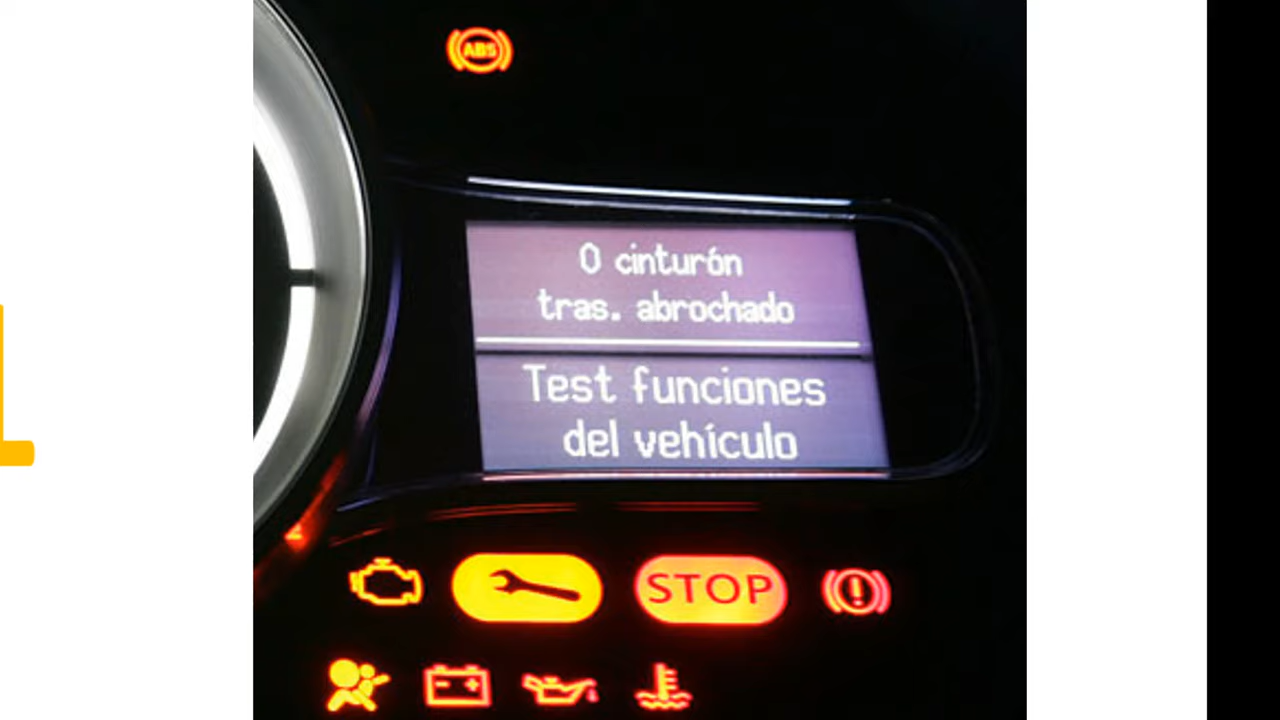 ABS
0 cinturón
tras. abrochado
Test funciones
del vehículo
STOP